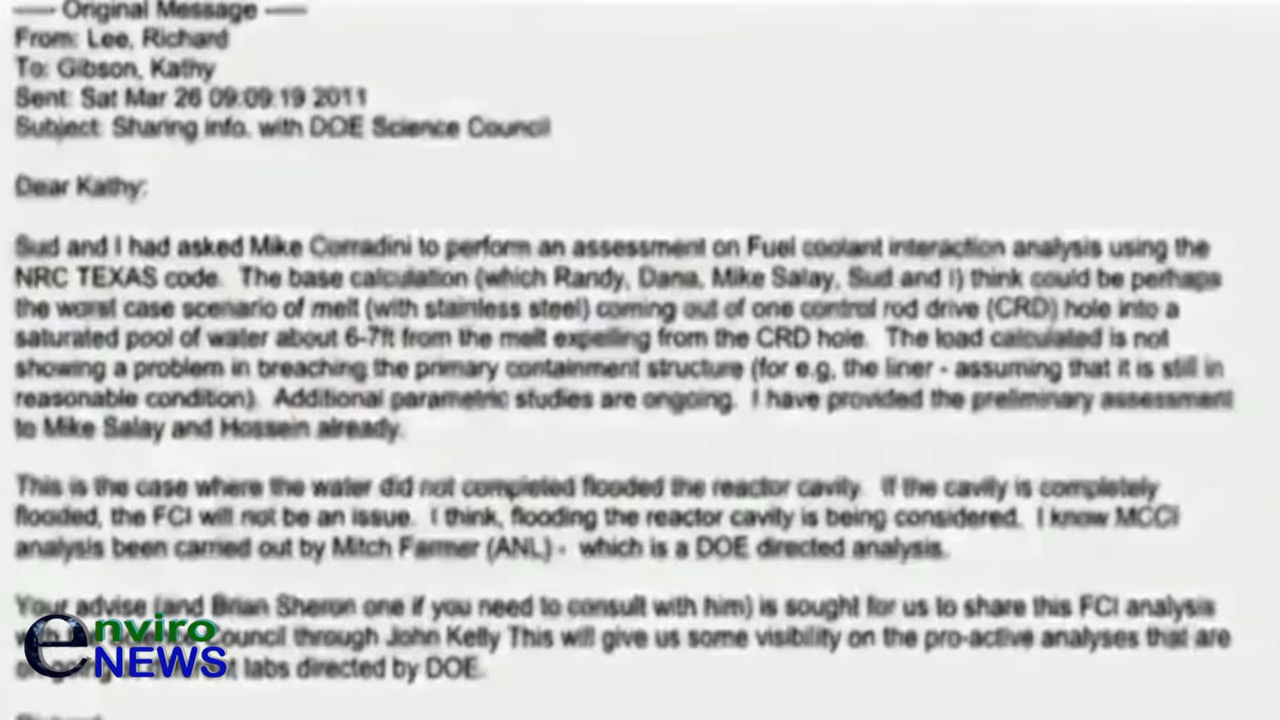 ----- Original Message -----
From: Lee, Richard
To: Gibson, Kathy
Sent: Sat Mar 26 09:09:19 2011
Subject: Sharing info. with DOE Science Council
Dear Kathy:
Sud and I had asked Mike Corradini to perform an assessment on Fuel coolant interaction analysis using the
NRC TEXAS code. The base calculation (which Randy, Dana, Mike Salay, Sud and I) think could be perhaps
the worst case scenario of melt (with stainless steel) coming out of one control rod drive (CRD) hole into a
saturated pool of water about 6-7ft from the melt expelling from the CRD hole. The load calculated is not
showing a problem in breaching the primary containment structure (for e.g, the liner - assuming that it is still in
reasonable condition). Additional parametric studies are ongoing. I have provided the preliminary assessment
to Mike Salay and Hossein already.
This is the case where the water did not completed flooded the reactor cavity. If the cavity is completely
flooded, the FCI will not be an issue. I think, flooding the reactor cavity is being considered. I know MCCI
analysis been carried out by Mitch Farmer (ANL) - which is a DOE directed analysis.
Your advise (and Brian Sheron one if you need to consult with him) is sought for us to share this FCI analysis
Council through John Kelly This will give us some visibility on the pro-active analyses that are
labs directed by DOE.
enviro
NEWS